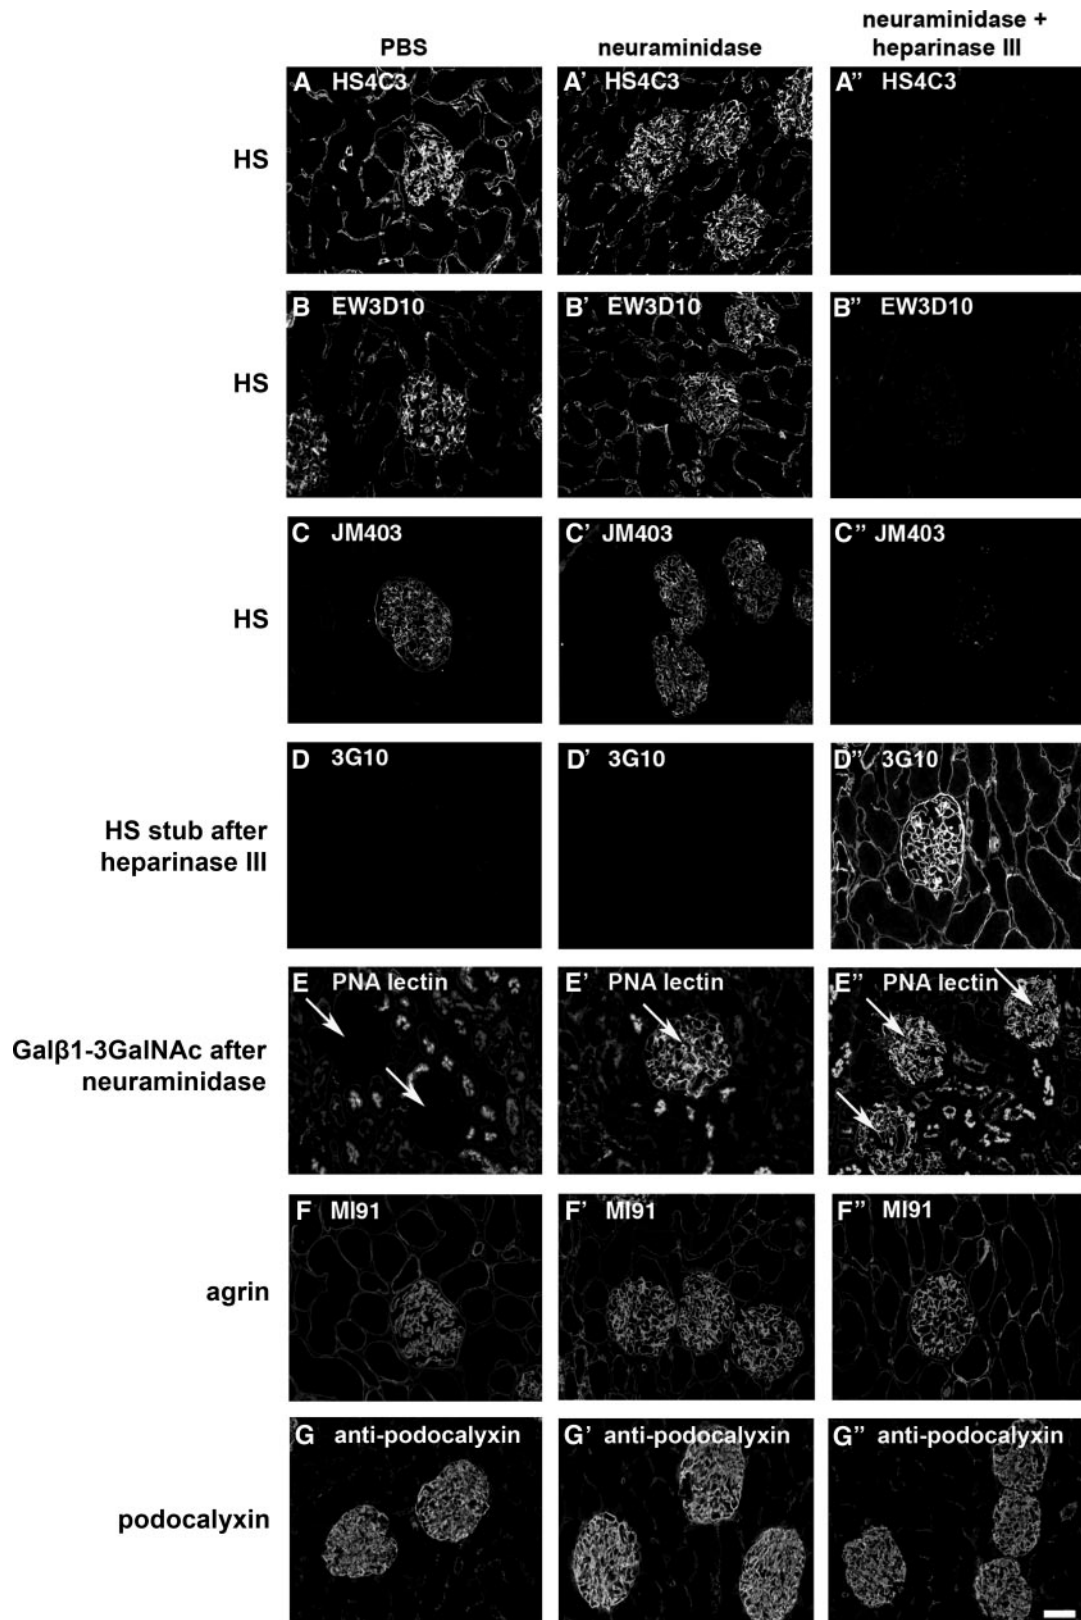 PBS
neuraminidase
neuraminidase +
heparinase III
HS
A HS4C3
A' HS4C3
A" HS4C3
HS
B EW3D10
B' EW3D10
B" EW3D10
HS
C JM403
C' JM403
C" JM403
HS stub after
heparinase III
D 3G10
D' 3G10
D" 3G10
Galβ1-3GalNAc after
neuraminidase
E PNA lectin
E' PNA lectin
E" PNA lectin
agrin
F MI91
F' MI91
F" MI91
podocalyxin
G anti-podocalyxin
G' anti-podocalyxin
G" anti-podocalyxin